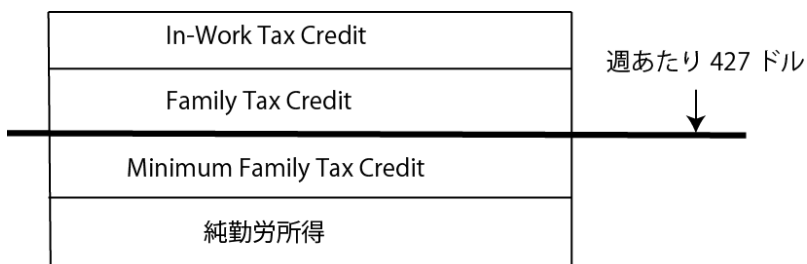 In-Work Tax Credit
週あたり 427 ドル
Family Tax Credit
Minimum Family Tax Credit
純勤労所得